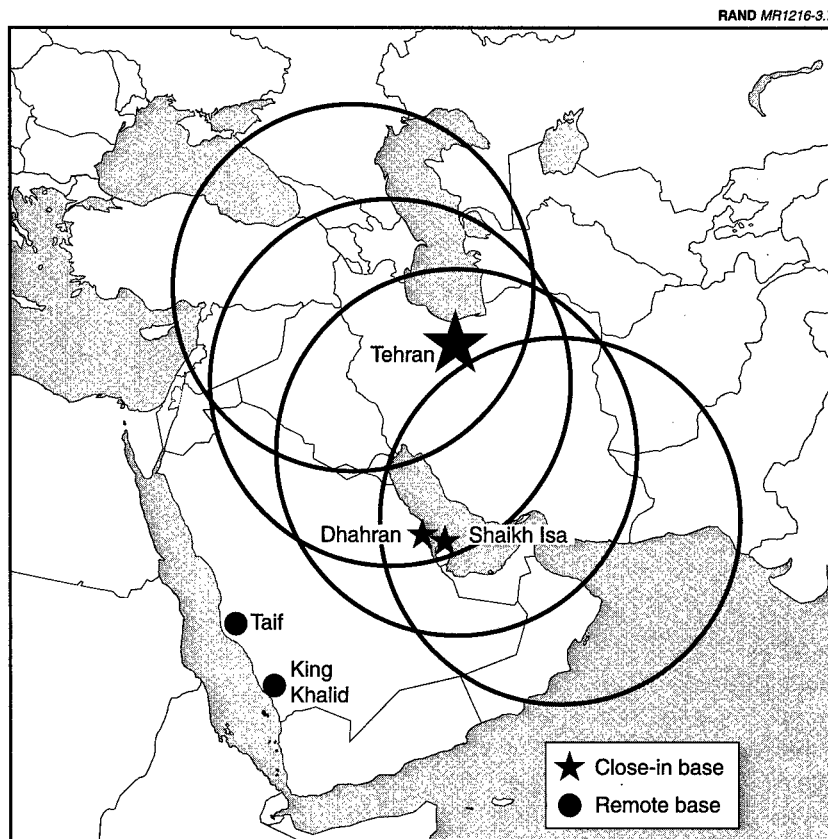 RAND MR1216-3.
Tehran
Dhahran
Shaikh Isa
Taif
King
Khalid
Close-in base
Remote base